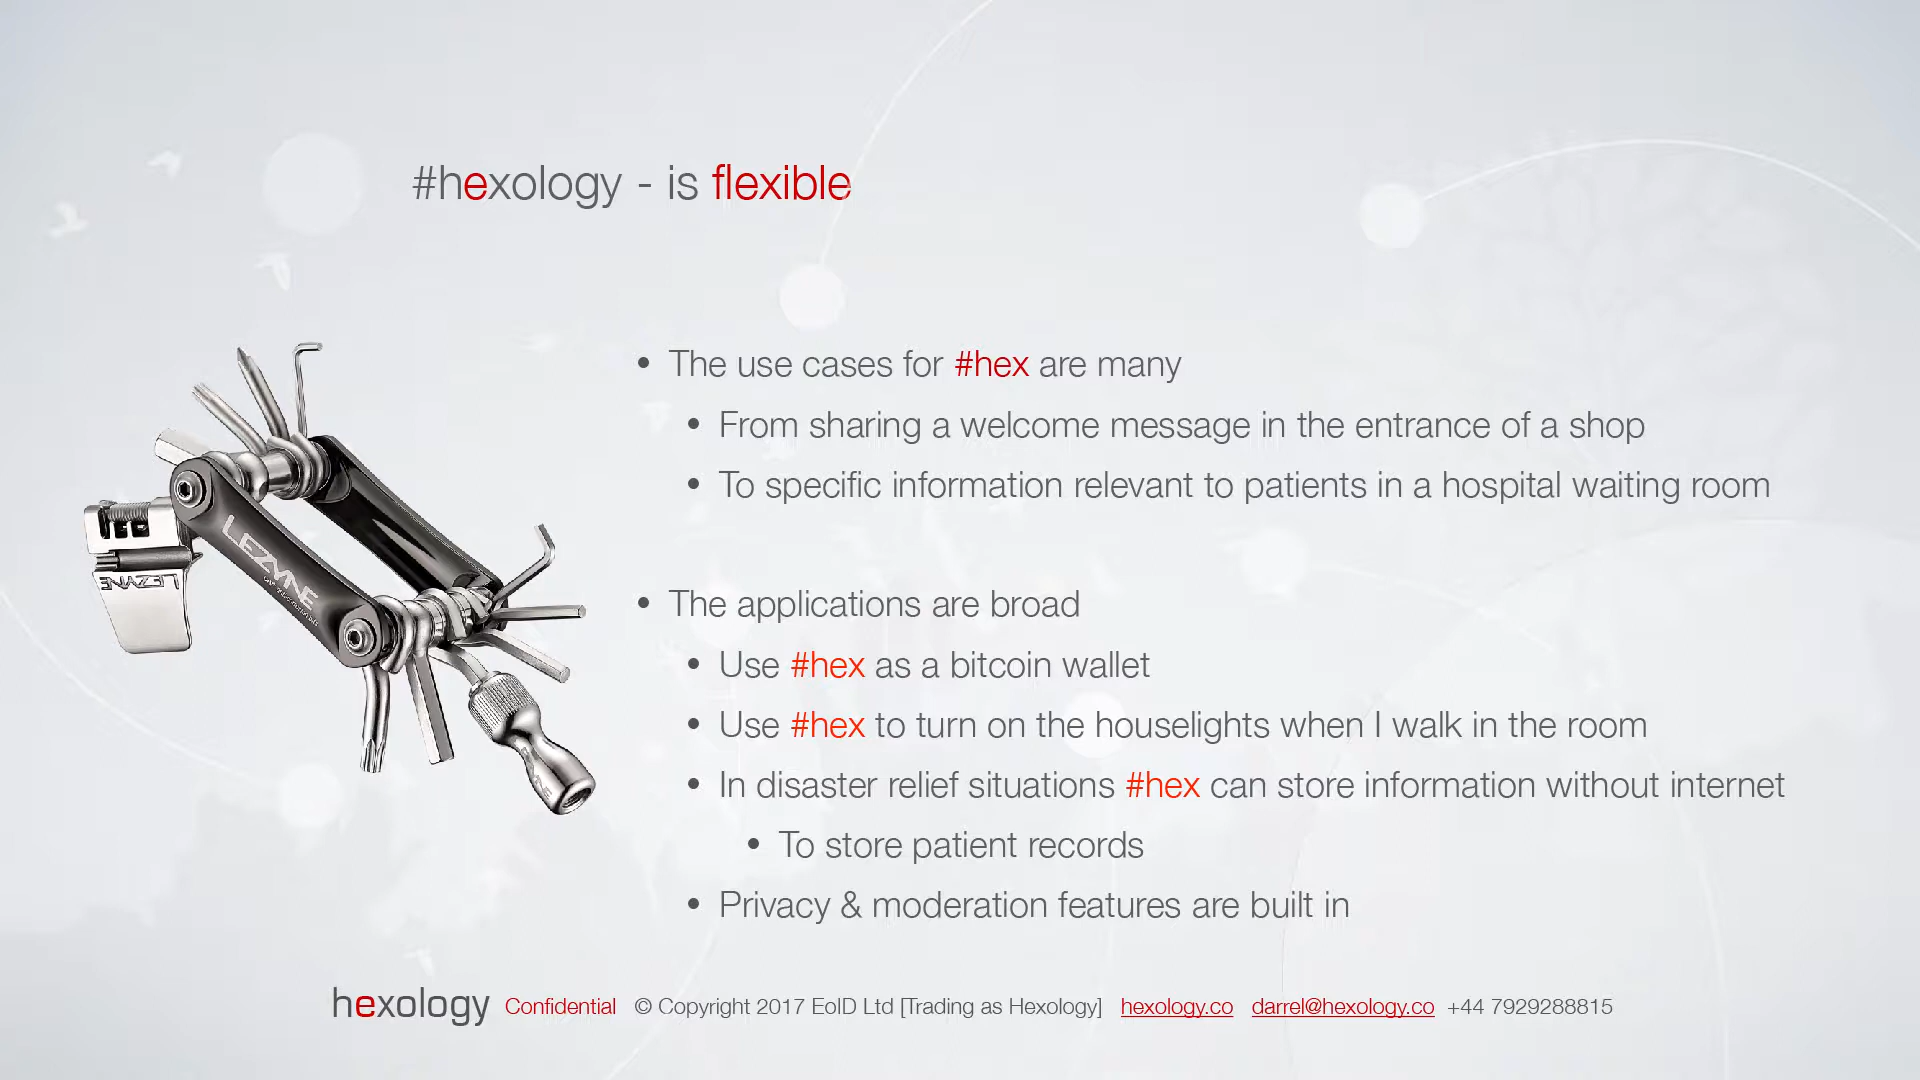 #hexology - is flexible
• The use cases for #hex are many
• From sharing a welcome message in the entrance of a shop
• To specific information relevant to patients in a hospital waiting room
LEZYNE
LEZYNE
• The applications are broad
• Use #hex as a bitcoin wallet
• Use #hex to turn on the houselights when I walk in the room
• In disaster relief situations #hex can store information without internet
• To store patient records
• Privacy & moderation features are built in
hexology Confidential © Copyright 2017 EoID Ltd [Trading as Hexology] hexology.co darrel@hexology.co +44 7929288815